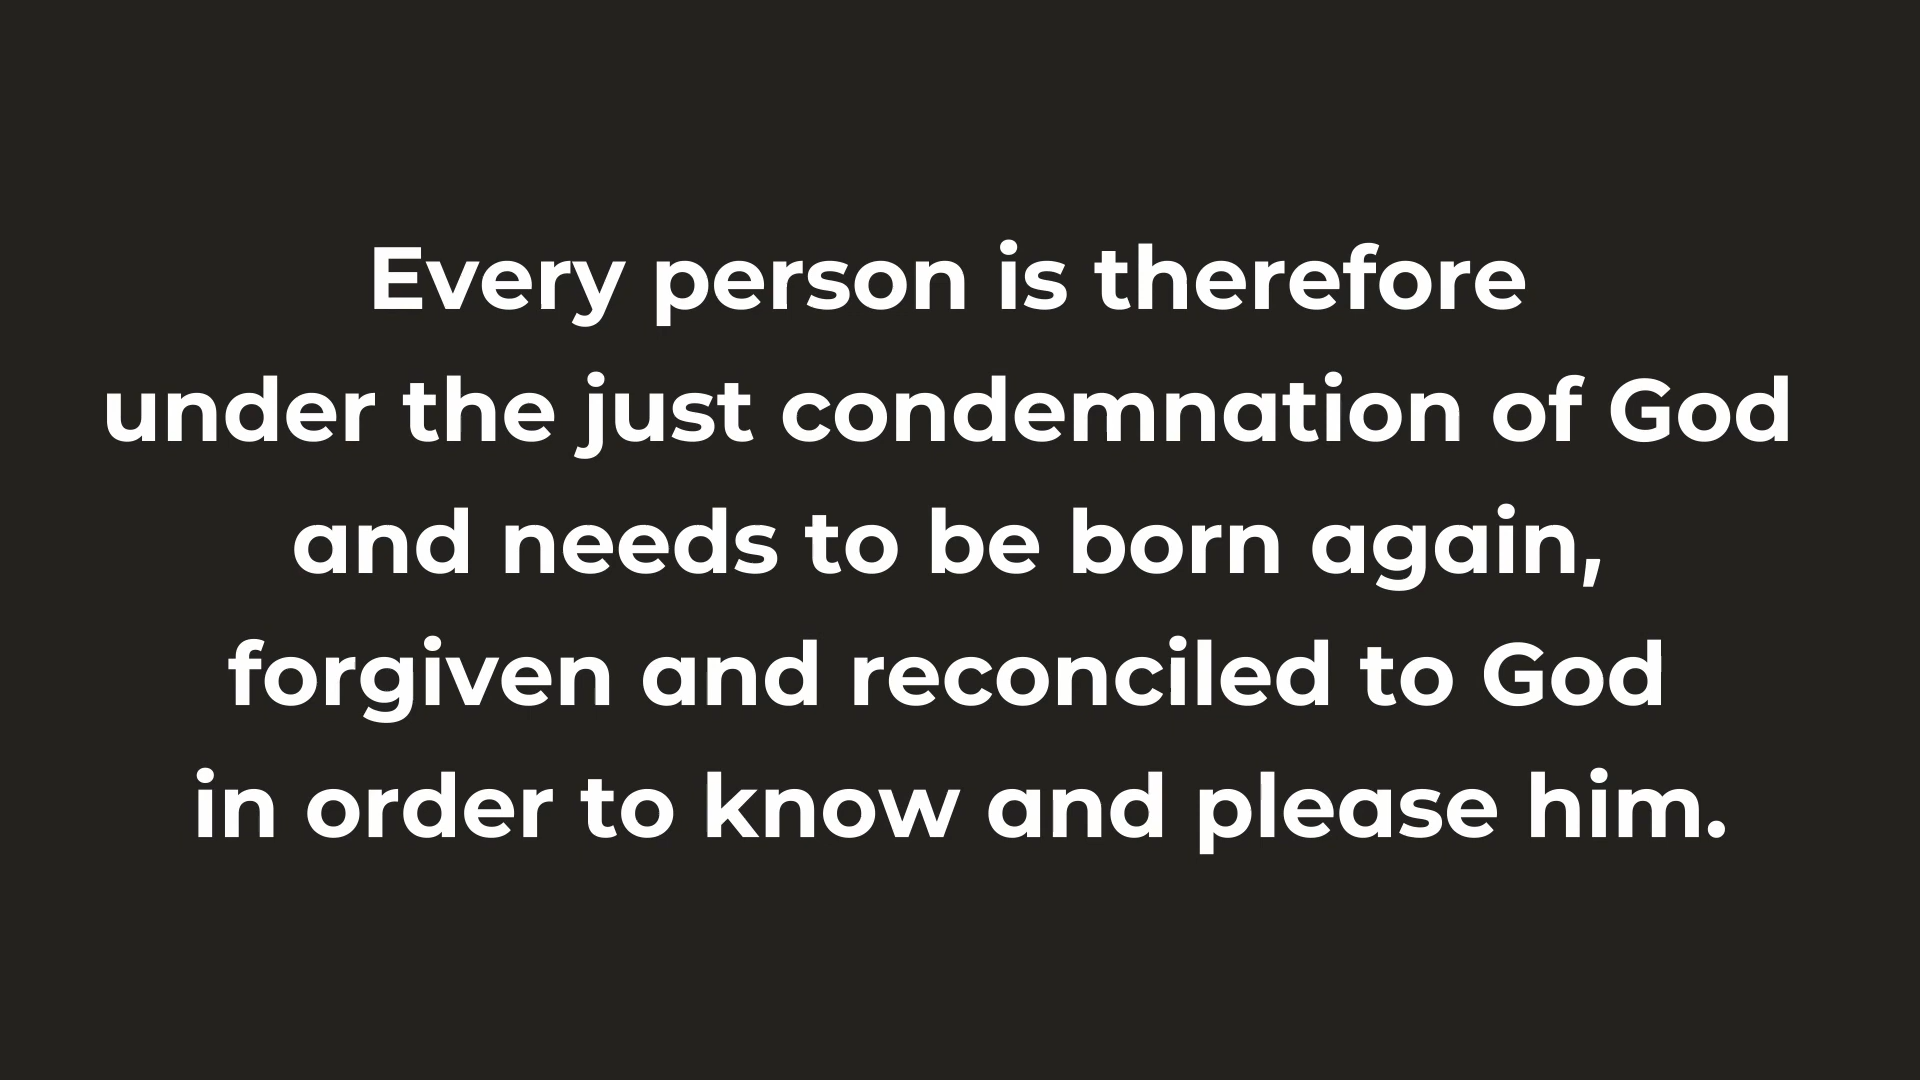 Every person is therefore
under the just condemnation of God
and needs to be born again,
forgiven and reconciled to God
in order to know and please him.